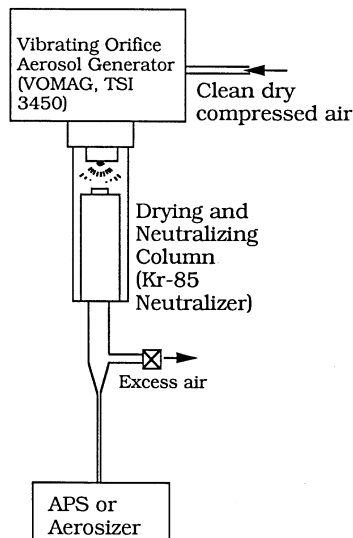 Vibrating Orifice
Aerosol Generator
(VOMAG, TSI
3450)
Clean dry
compressed air
Drying and
Neutralizing
Column
(Kr-85
Neutralizer)
Excess air
APS or
Aerosizer